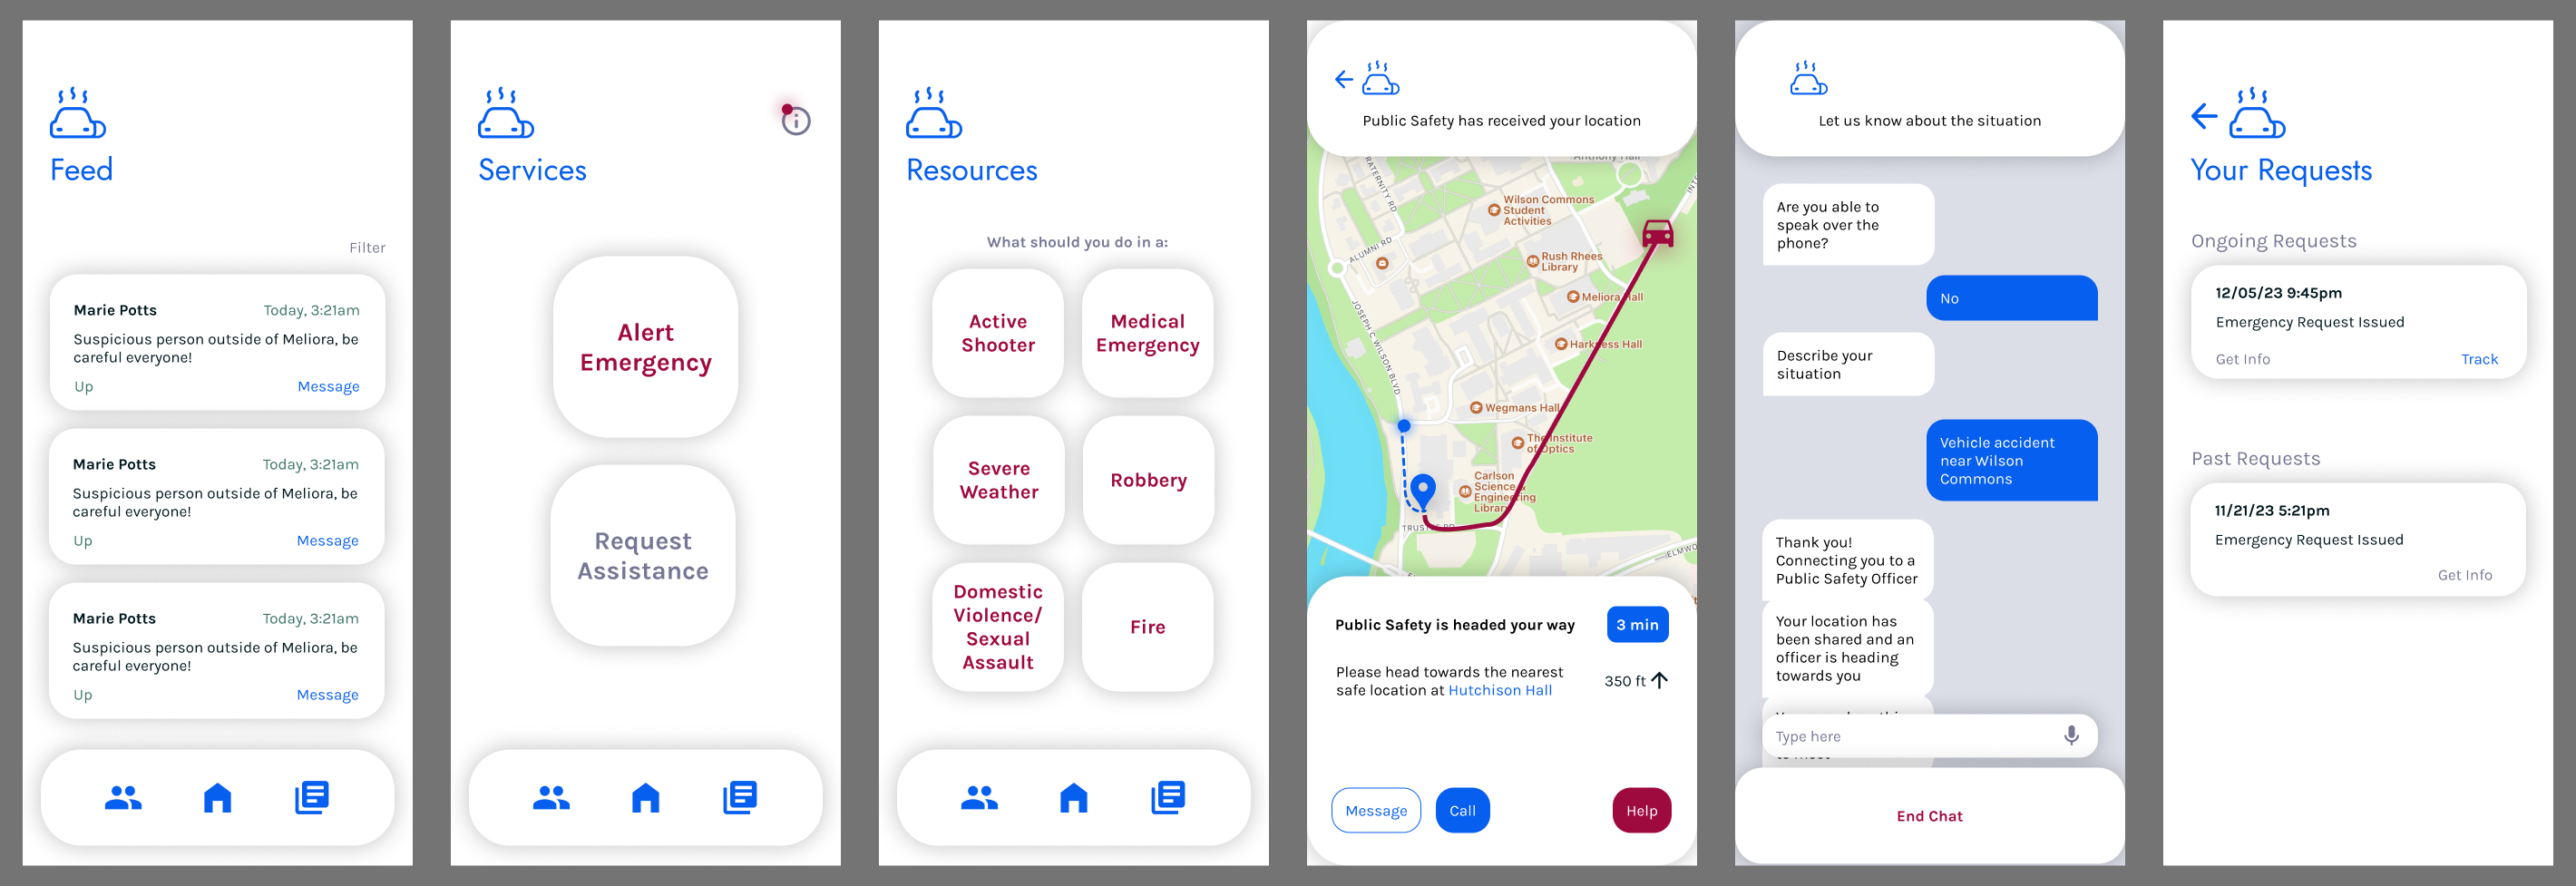 Feed
Filter
Marie Potts
Today, 3:21am
Suspicious person outside of Meliora, be
careful everyone!
Up
Message
Marie Potts
Today, 3:21am
Suspicious person outside of Meliora, be
careful everyone!
Up
Message
Marie Potts
Today, 3:21am
Suspicious person outside of Meliora, be
careful everyone!
Up
Message
Services
Alert
Emergency
Request
Assistance
Resources
What should you do in a:
Active
Shooter
Medical
Emergency
Severe
Weather
Robbery
Domestic
Violence/
Sexual
Assault
Fire
Public Safety has received your location
Anthony Hall
RATERNITY RD
Wilson Commons
Student
Activities
ALUMNI RD
Rush Rhees
Library
Meliora Hall
JOSEPH C WILSON BLVD
Harkness Hall
Wegmans Hall
The Institute
of Optics
Carlson
Science &
Engineering
Library
ELMWO
Public Safety is headed your way
3 min
Please head towards the nearest
safe location at Hutchison Hall
350 ft
Message
Call
Help
Let us know about the situation
Are you able to
speak over the
phone?
No
Describe your
situation
Vehicle accident
near Wilson
Commons
Thank you!
Connecting you to a
Public Safety Officer
Your location has
been shared and an
officer is heading
towards you
Type here
End Chat
Your Requests
Ongoing Requests
12/05/23 9:45pm
Emergency Request Issued
Get Info
Track
Past Requests
11/21/23 5:21pm
Emergency Request Issued
Get Info